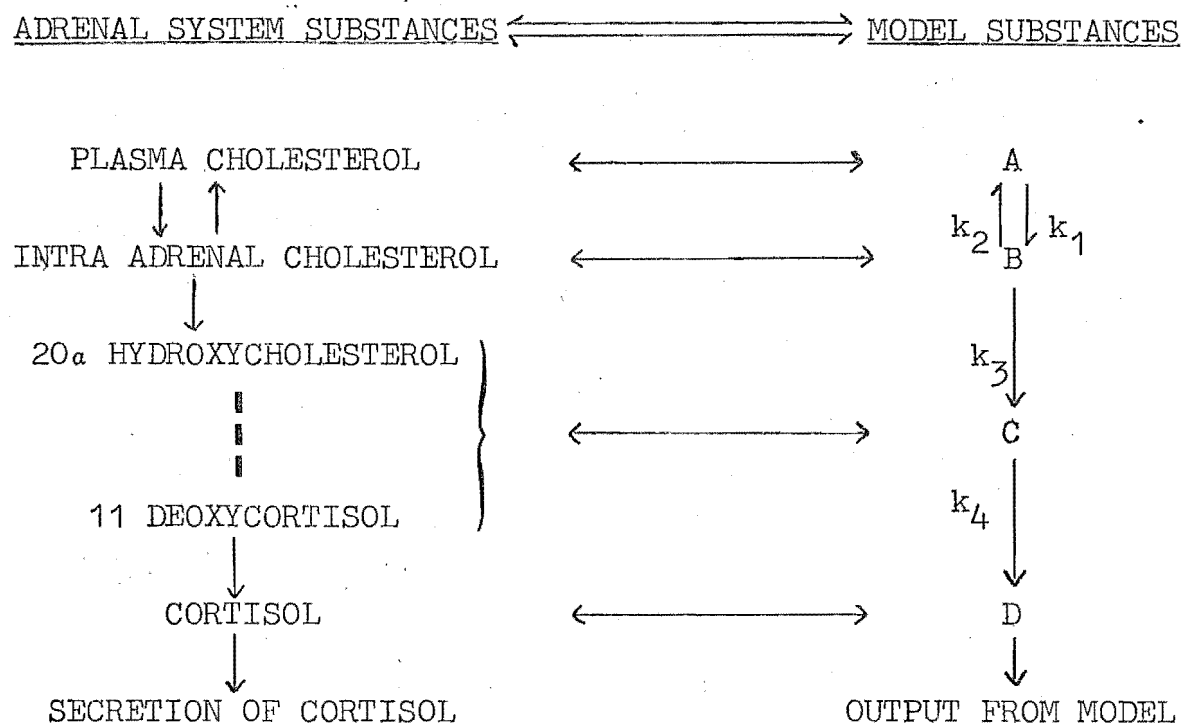 ADRENAL SYSTEM SUBSTANCES MODEL SUBSTANCES
PLASMA CHOLESTEROL A
k2 k1
INTRA ADRENAL CHOLESTEROL B
20a HYDROXYCHOLESTEROL
k3
C
11 DEOXYCORTISOL k4
CORTISOL D
SECRETION OF CORTISOL OUTPUT FROM MODEL